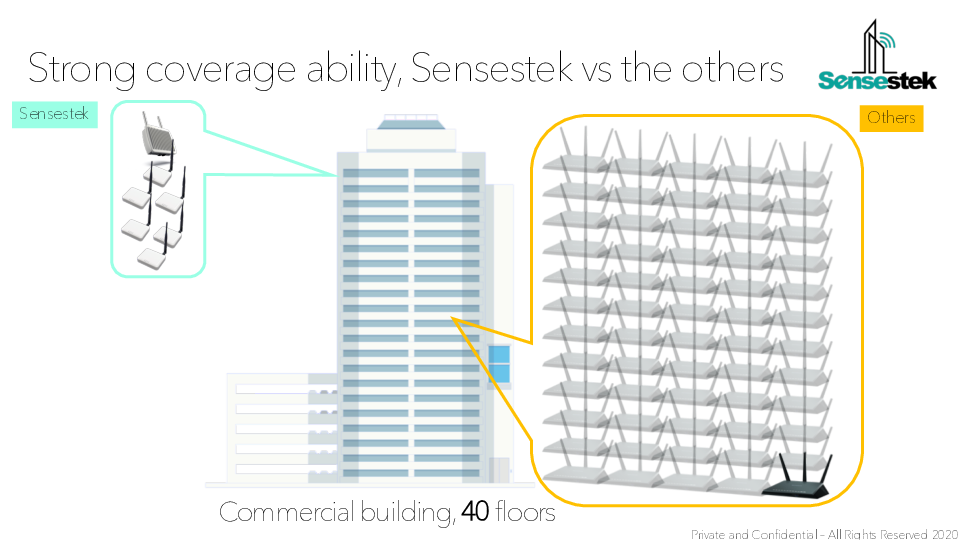 Strong coverage ability, Sensestek vs the others
Sensestek
Sensestek
Others
Commercial building, 40 floors
Private and Confidential – All Rights Reserved 2020